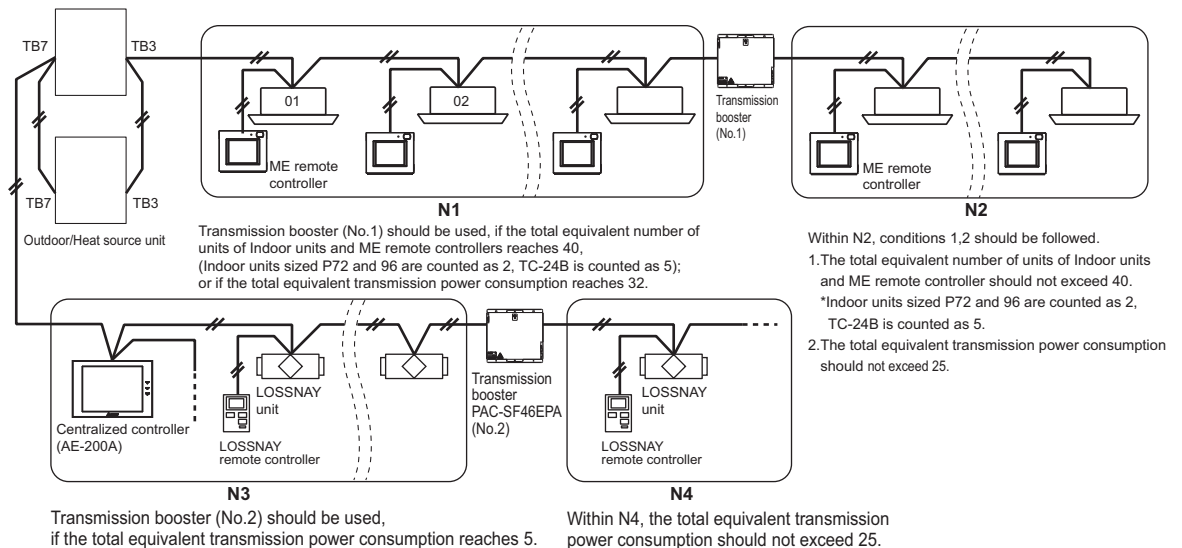 TB7
TB3
TB7
TB3
Outdoor/Heat source unit
01
02
ME remote
controller
N1
Transmission
booster
(No.1)
ME remote
controller
N2
Transmission booster (No.1) should be used, if the total equivalent number of
units of Indoor units and ME remote controllers reaches 40,
(Indoor units sized P72 and 96 are counted as 2, TC-24B is counted as 5);
or if the total equivalent transmission power consumption reaches 32.
Within N2, conditions 1,2 should be followed.
1.The total equivalent number of units of Indoor units
and ME remote controller should not exceed 40.
*Indoor units sized P72 and 96 are counted as 2,
TC-24B is counted as 5.
2.The total equivalent transmission power consumption
should not exceed 25.
Centralized controller
(AE-200A)
LOSSNAY
unit
LOSSNAY
remote controller
N3
Transmission
booster
PAC-SF46EPA
(No.2)
LOSSNAY
unit
LOSSNAY
remote controller
N4
Transmission booster (No.2) should be used,
if the total equivalent transmission power consumption reaches 5.
Within N4, the total equivalent transmission
power consumption should not exceed 25.